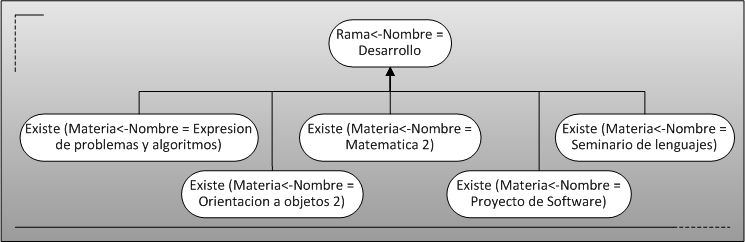 Rama<-Nombre =
Desarrollo
Existe (Materia<-Nombre = Expresion
de problemas y algoritmos)
Existe (Materia<-Nombre =
Matematica 2)
Existe (Materia<-Nombre =
Seminario de lenguajes)
Existe (Materia<-Nombre =
Orientacion a objetos 2)
Existe (Materia<-Nombre =
Proyecto de Software)